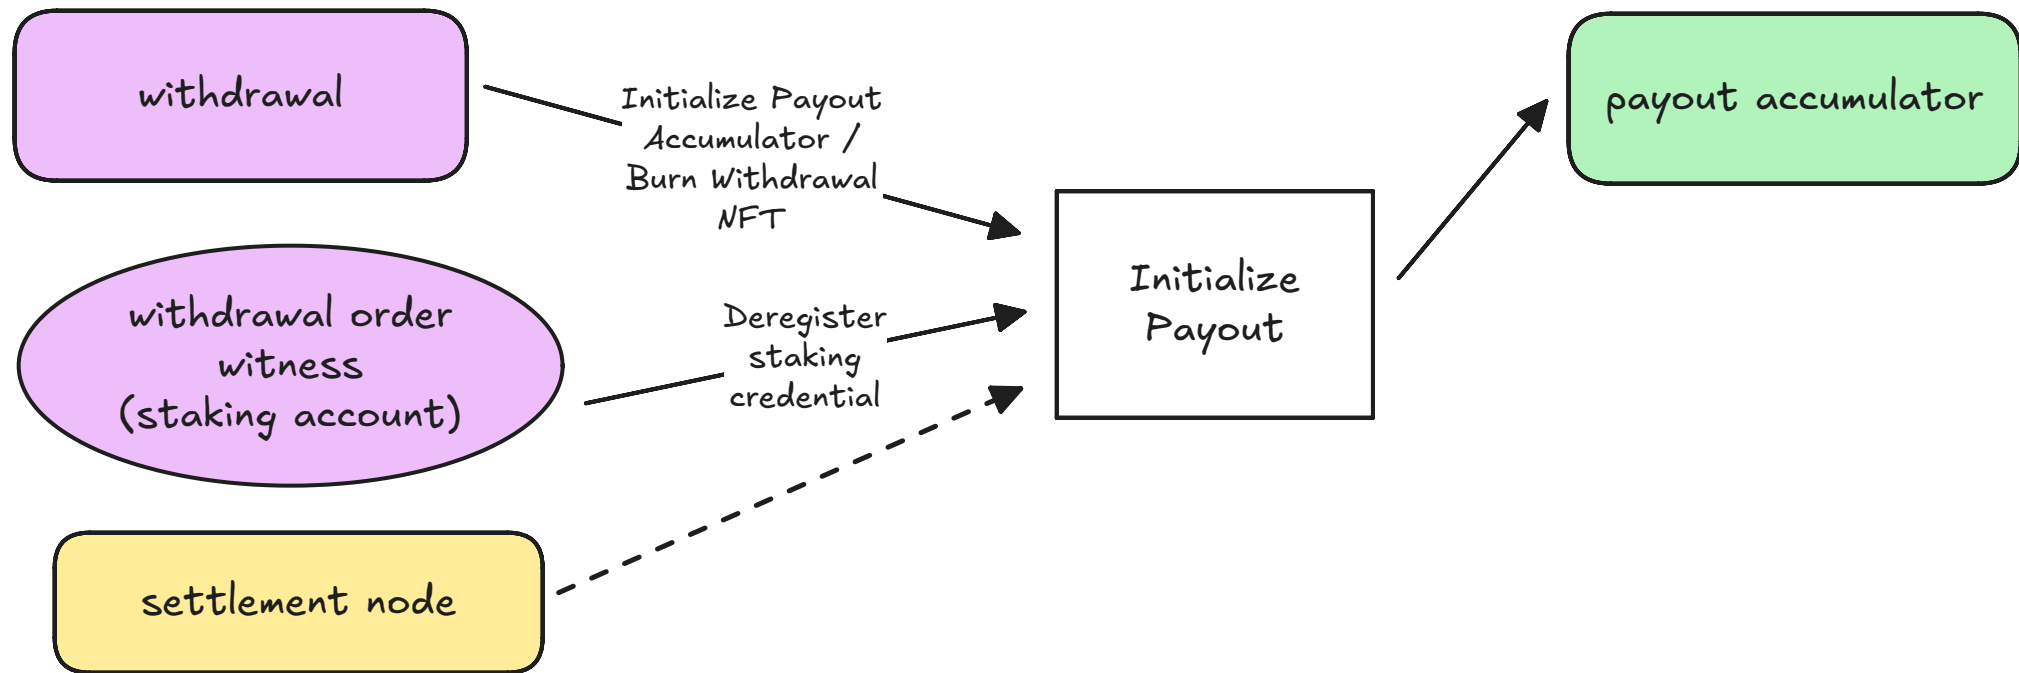 withdrawal
Initialize Payout
Accumulator /
Burn Withdrawal
NFT
payout accumulator
withdrawal order
witness
(staking account)
Deregister
staking
credential
Initialize
Payout
settlement node